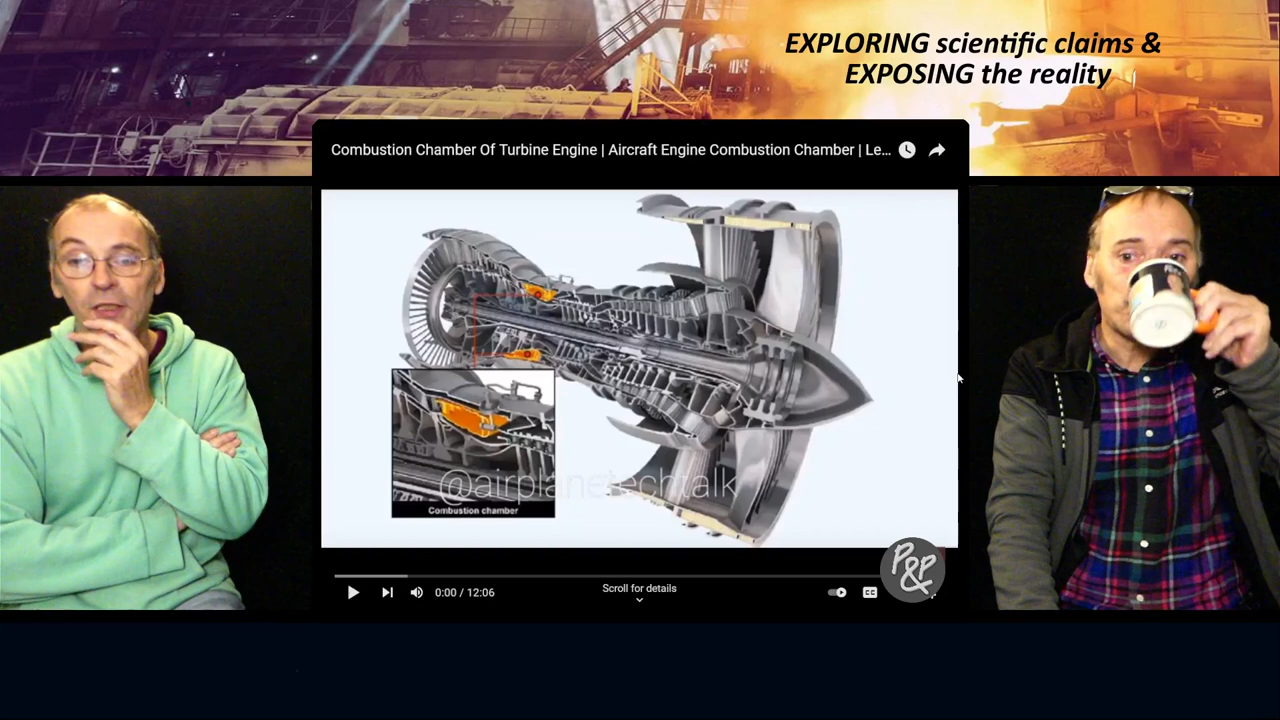 EXPLORING scientific claims &
EXPOSING the reality
Combustion Chamber Of Turbine Engine | Aircraft Engine Combustion Chamber | Le...
@airplanetechtalk
Combustion chamber
P&P
0:00 / 12:06
Scroll for details
CC